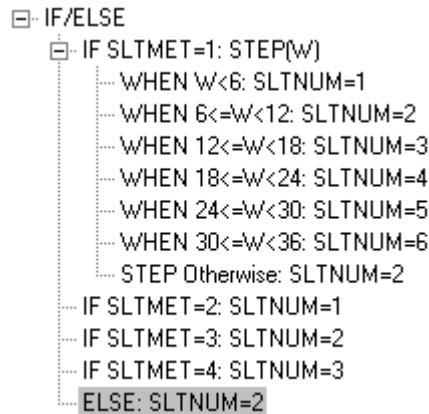 IF/ELSE
IF SLTMET=1: STEP(W)
WHEN W<6: SLTNUM=1
WHEN 6<=W<12: SLTNUM=2
WHEN 12<=W<18: SLTNUM=3
WHEN 18<=W<24: SLTNUM=4
WHEN 24<=W<30: SLTNUM=5
WHEN 30<=W<36: SLTNUM=6
STEP Otherwise: SLTNUM=2
IF SLTMET=2: SLTNUM=1
IF SLTMET=3: SLTNUM=2
IF SLTMET=4: SLTNUM=3
ELSE: SLTNUM=2